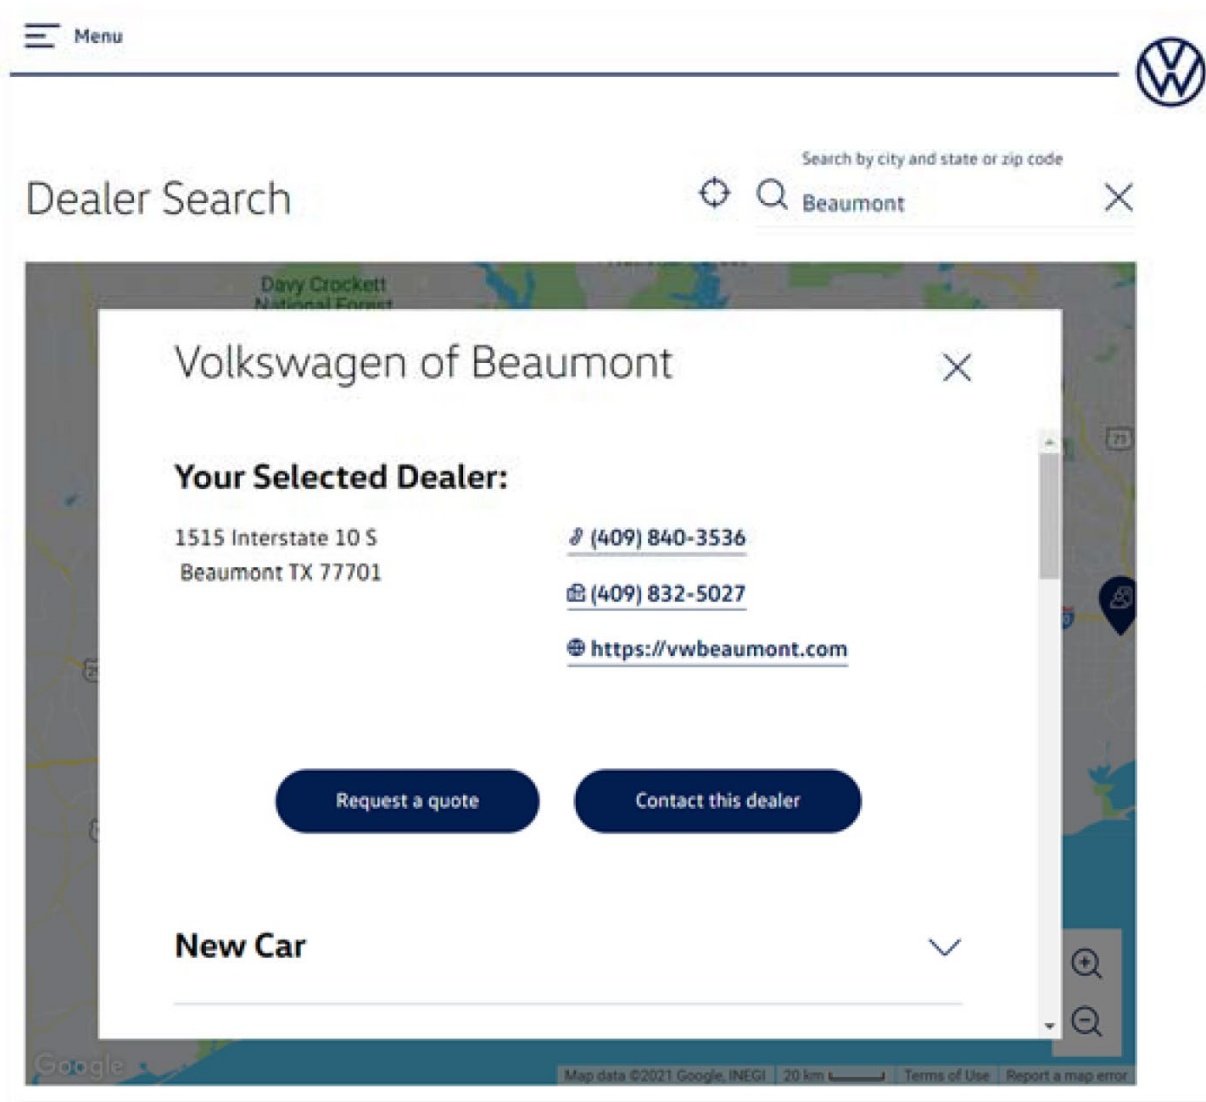 Menu
Search by city and state or zip code
Dealer Search
Beaumont
Davy Crockett
National Forest
Volkswagen of Beaumont
Your Selected Dealer:
1515 Interstate 10 S
(409) 840-3536
Beaumont TX 77701
(409) 832-5027
https://vwbeaumont.com
Request a quote
Contact this dealer
New Car
Google
Map data ©2021 Google, INEGI
20 km
Terms of Use
Report a map error